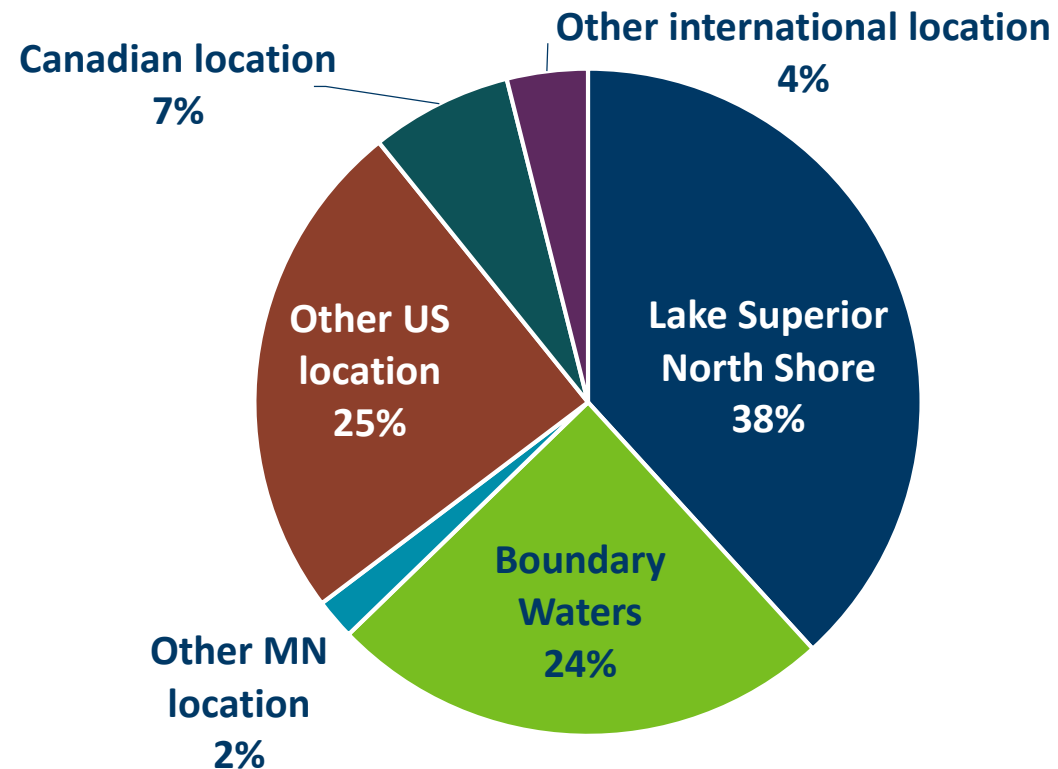 Other international location
4%
Canadian location
7%
Lake Superior
North Shore
38%
Other US
location
25%
Boundary
Waters
24%
Other MN
location
2%